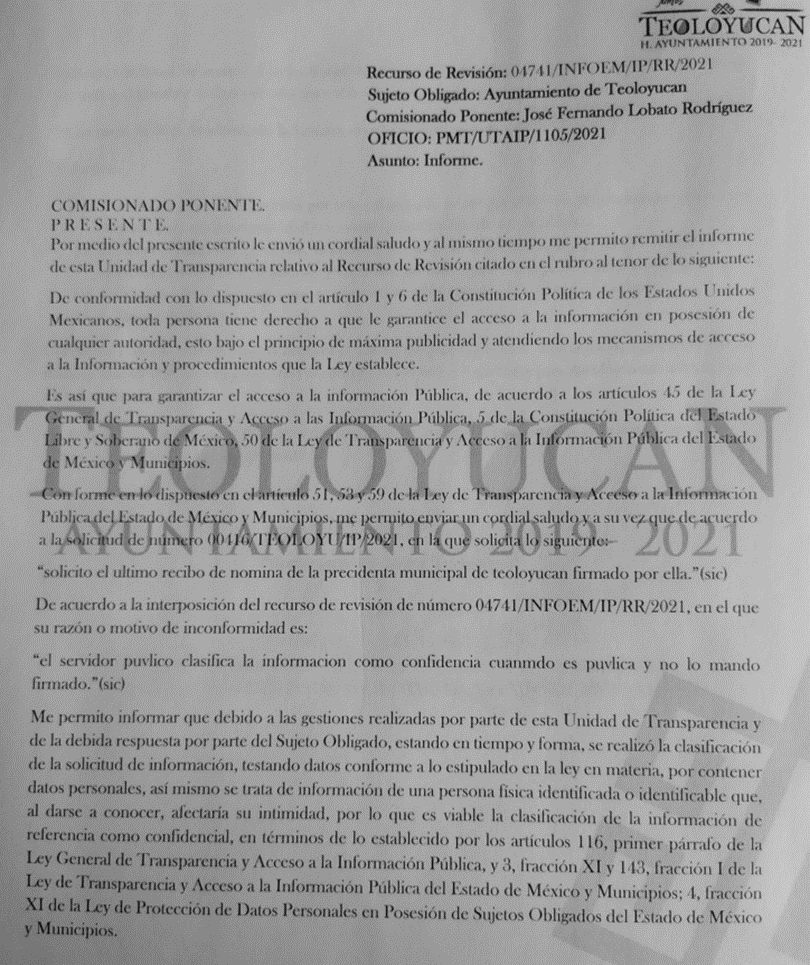 TEOLOYUCAN
H. AYUNTAMIENTO 2019- 2021
Recurso de Revisión: 04741/INFOEM/IP/RR/2021
Sujeto Obligado: Ayuntamiento de Teoloyucan
Comisionado Ponente: José Fernando Lobato Rodríguez
OFICIO: PMT/UTAIP/1105/2021
Asunto: Informe.
COMISIONADO PONENTE.
P R E S E N T E.
Por medio del presente escrito le envió un cordial saludo y al mismo tiempo me permito remitir el informe
de esta Unidad de Transparencia relativo al Recurso de Revisión citado en el rubro al tenor de lo siguiente:
De conformidad con lo dispuesto en el artículo 1 y 6 de la Constitución Política de los Estados Unidos
Mexicanos, toda persona tiene derecho a que le garantice el acceso a la información en posesión de
cualquier autoridad, esto bajo el principio de máxima publicidad y atendiendo los mecanismos de acceso
a la Información y procedimientos que la Ley establece.
Es así que para garantizar el acceso a la información Pública, de acuerdo a los artículos 45 de la Ley
General de Transparencia y Acceso a las Información Pública, 5 de la Constitución Política del Estado
Libre y Soberano de México, 50 de la Ley de Transparencia y Acceso a la Información Pública del Estado
de México y Municipios.
TEOLOYUCAN
Con forme en lo dispuesto en el artículo 51, 53 y 59 de la Ley de Transparencia y Acceso a la Información
Pública del Estado de México y Municipios, me permito enviar un cordial saludo y a su vez que de acuerdo
a la solicitud de número 00416/TEOLOYU/IP/2021, en la que solicita lo siguiente:–
AYUNTAMIENTO 2019 - 2021
“solicito el ultimo recibo de nomina de la precidenta municipal de teoloyucan firmado por ella.”(sic)
De acuerdo a la interposición del recurso de revisión de número 04741/INFOEM/IP/RR/2021, en el que
su razón o motivo de inconformidad es:
“el servidor puvlico clasifica la informacion como confidencia cuanmdo es puvlica y no lo mando
firmado.”(sic)
Me permito informar que debido a las gestiones realizadas por parte de esta Unidad de Transparencia y
de la debida respuesta por parte del Sujeto Obligado, estando en tiempo y forma, se realizó la clasificación
de la solicitud de información, testando datos conforme a lo estipulado en la ley en materia, por contener
datos personales, así mismo se trata de información de una persona física identificada o identificable que,
al darse a conocer, afectaría su intimidad, por lo que es viable la clasificación de la información de
referencia como confidencial, en términos de lo establecido por los artículos 116, primer párrafo de la
Ley General de Transparencia y Acceso a la Información Pública, y 3, fracción XI y 143, fracción I de la
Ley de Transparencia y Acceso a la Información Pública del Estado de México y Municipios; 4, fracción
XI de la Ley de Protección de Datos Personales en Posesión de Sujetos Obligados del Estado de México
y Municipios.